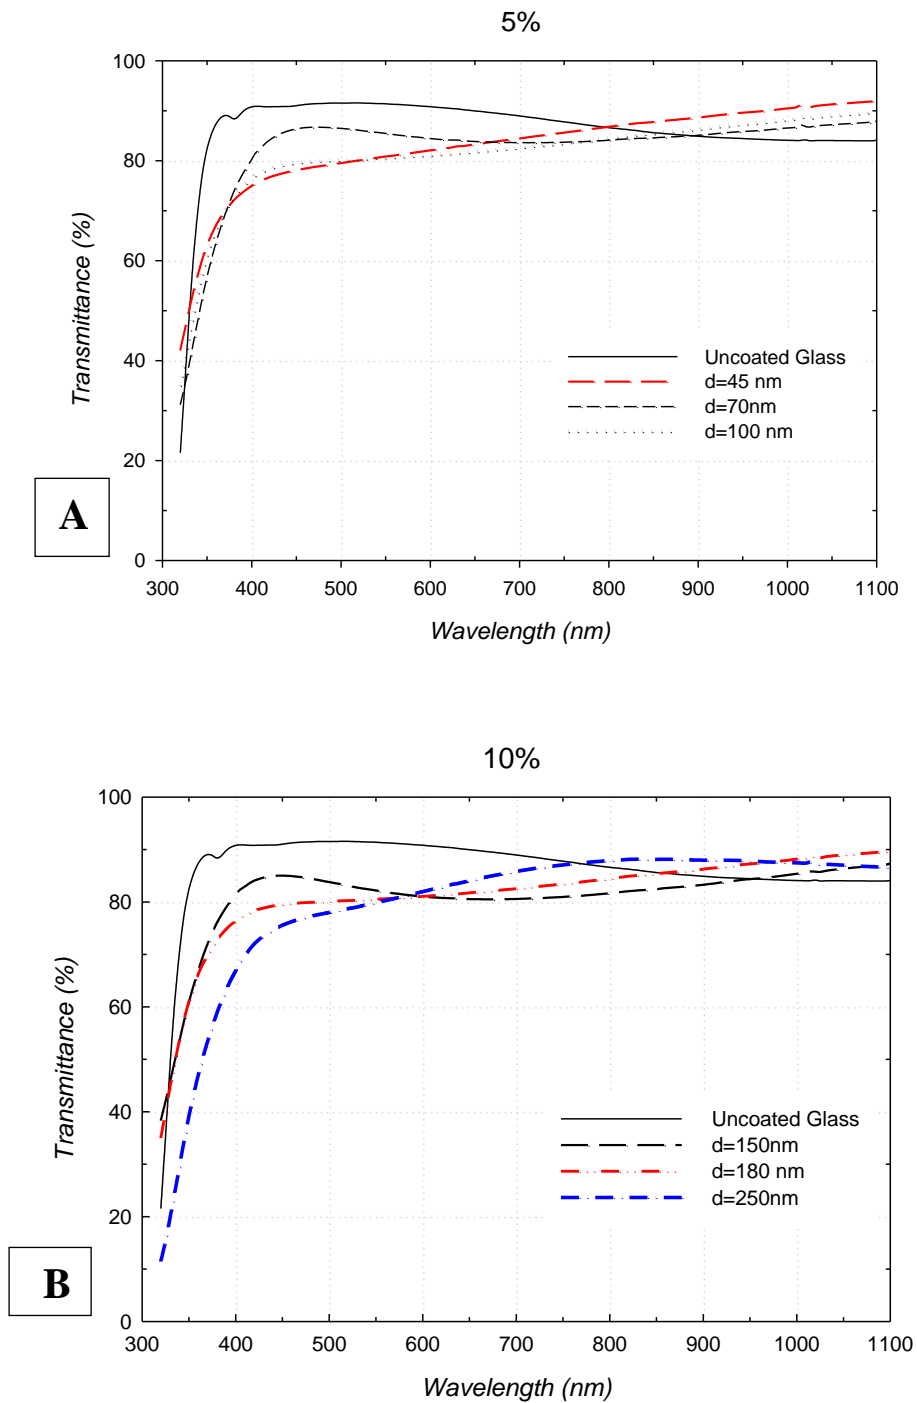 5%
100
80
60
40
20
0
Transmittance (%)
Uncoated Glass
d=45 nm
d=70nm
d=100 nm
A
300 400 500 600 700 800 900 1000 1100
Wavelength (nm)
10%
100
80
60
40
20
0
Transmittance (%)
Uncoated Glass
d=150nm
d=180 nm
d=250nm
B
300 400 500 600 700 800 900 1000 1100
Wavelength (nm)